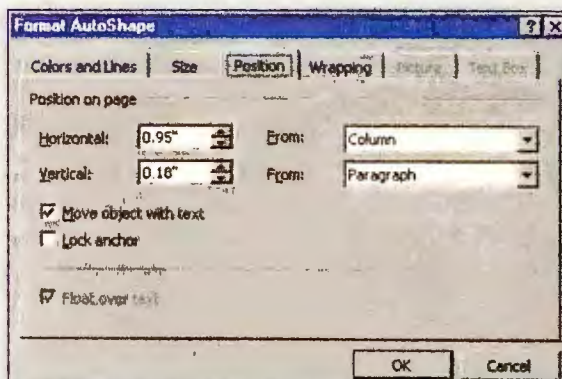 Format AutoShape
Colors and Lines Size Position Wrapping Picture Text Box
Position on page
Horizontal: 0.95" From: Column
Vertical: 0.18" From: Paragraph
Move object with text
Lock anchor
Float over text
OK Cancel